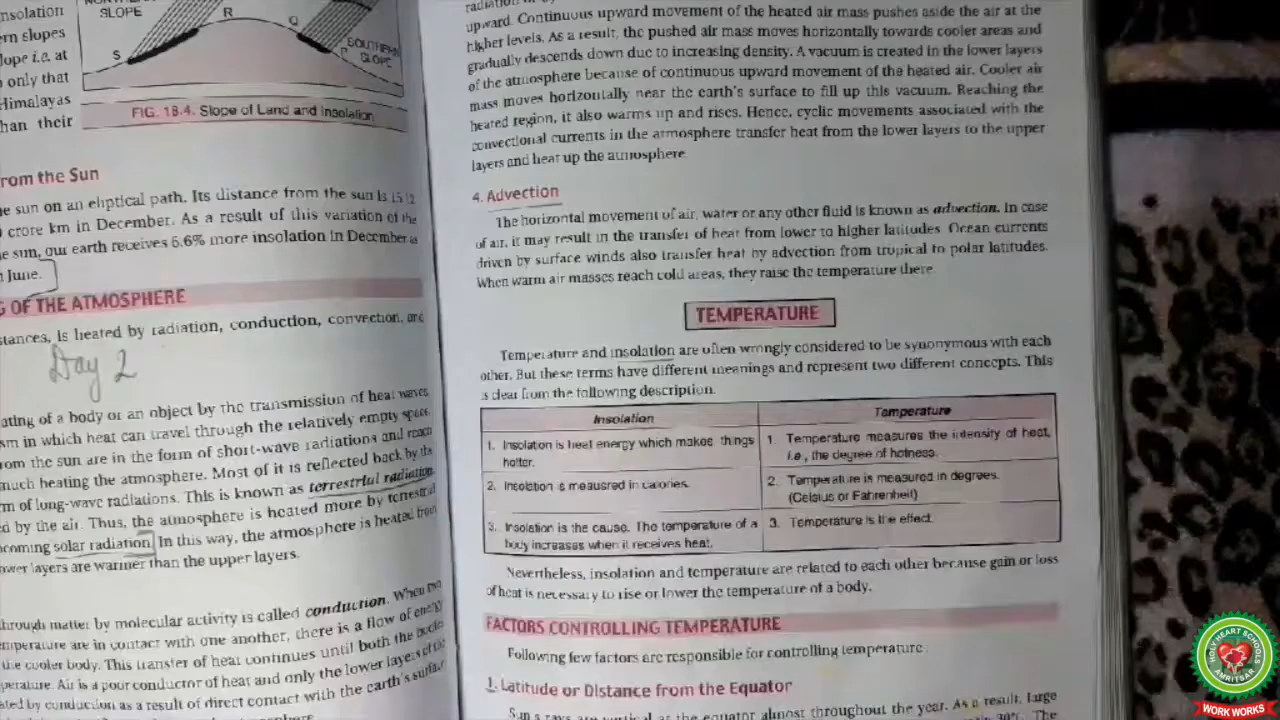 nsolation
ern slopes
lope i.e. at
only that
Himalayas
han their
SLOPE
R
Q
S
P
SOUTHERN
SLOPE
FIG. 18.4. Slope of Land and Insolation
rom the Sun
e sun on an eliptical path. Its distance from the sun is 15.12
crore km in December. As a result of this variation of the
e sun, our earth receives 6.6% more insolation in December as
June.
G OF THE ATMOSPHERE
stances, is heated by radiation, conduction, convection, and
Day 2
ating of a body or an object by the transmission of heat waves
sm in which heat can travel through the relatively empty space
rom the sun are in the form of short-wave radiations and reach
much heating the atmosphere. Most of it is reflected back by the
rm of long-wave radiations. This is known as terrestrial radiation
d by the air. Thus, the atmosphere is heated more by terrestrial
ncoming solar radiation. In this way, the atmosphere is heated from
ower layers are warmer than the upper layers.
through matter by molecular activity is called conduction. When two
mperature are in contact with one another, there is a flow of energy
the cooler body. This transfer of heat continues until both the bodies
perature. Air is a poor conductor of heat and only the lower layers of the
ated by conduction as a result of direct contact with the earth's surface
upward. Continuous upward movement of the heated air mass pushes aside the air at the
higher levels. As a result, the pushed air mass moves horizontally towards cooler areas and
gradually descends down due to increasing density. A vacuum is created in the lower layers
of the atmosphere because of continuous upward movement of the heated air. Cooler air
mass moves horizontally near the earth's surface to fill up this vacuum. Reaching the
heated region, it also warms up and rises. Hence, cyclic movements associated with the
convectional currents in the atmosphere transfer heat from the lower layers to the upper
layers and heat up the atmosphere.
4. Advection
The horizontal movement of air, water or any other fluid is known as advection. In case
of air, it may result in the transfer of heat from lower to higher latitudes. Ocean currents
driven by surface winds also transfer heat by advection from tropical to polar latitudes.
When warm air masses reach cold areas, they raise the temperature there.
TEMPERATURE
Temperature and insolation are often wrongly considered to be synonymous with each
other. But these terms have different meanings and represent two different concepts. This
is clear from the following description.
Insolation Temperature
1. Insolation is heat energy which makes things 1. Temperature measures the intensity of heat,
hotter. i.e., the degree of hotness.
2. Insolation is meausred in calories. 2. Temperature is measured in degrees.
(Celsius or Fahrenheit)
3. Insolation is the cause. The temperature of a 3. Temperature is the effect.
body increases when it receives heat.
Nevertheless, insolation and temperature are related to each other because gain or loss
of heat is necessary to rise or lower the temperature of a body.
FACTORS CONTROLLING TEMPERATURE
Following few factors are responsible for controlling temperature.
1. Latitude or Distance from the Equator
Sun's rays are vertical at the equator almost throughout the year. As a result, large
HOLY HEART SCHOOLS
AMRITSAR
WORK WORKS